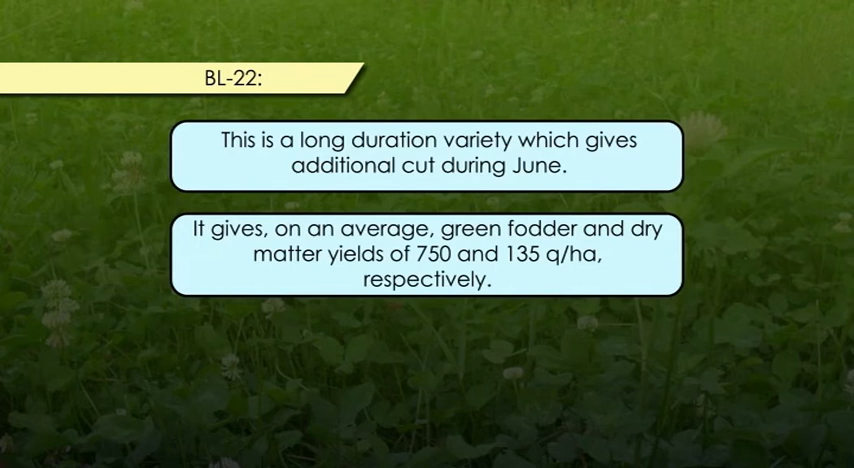 BL-22:
This is a long duration variety which gives
additional cut during June.
It gives, on an average, green fodder and dry
matter yields of 750 and 135 q/ha,
respectively.